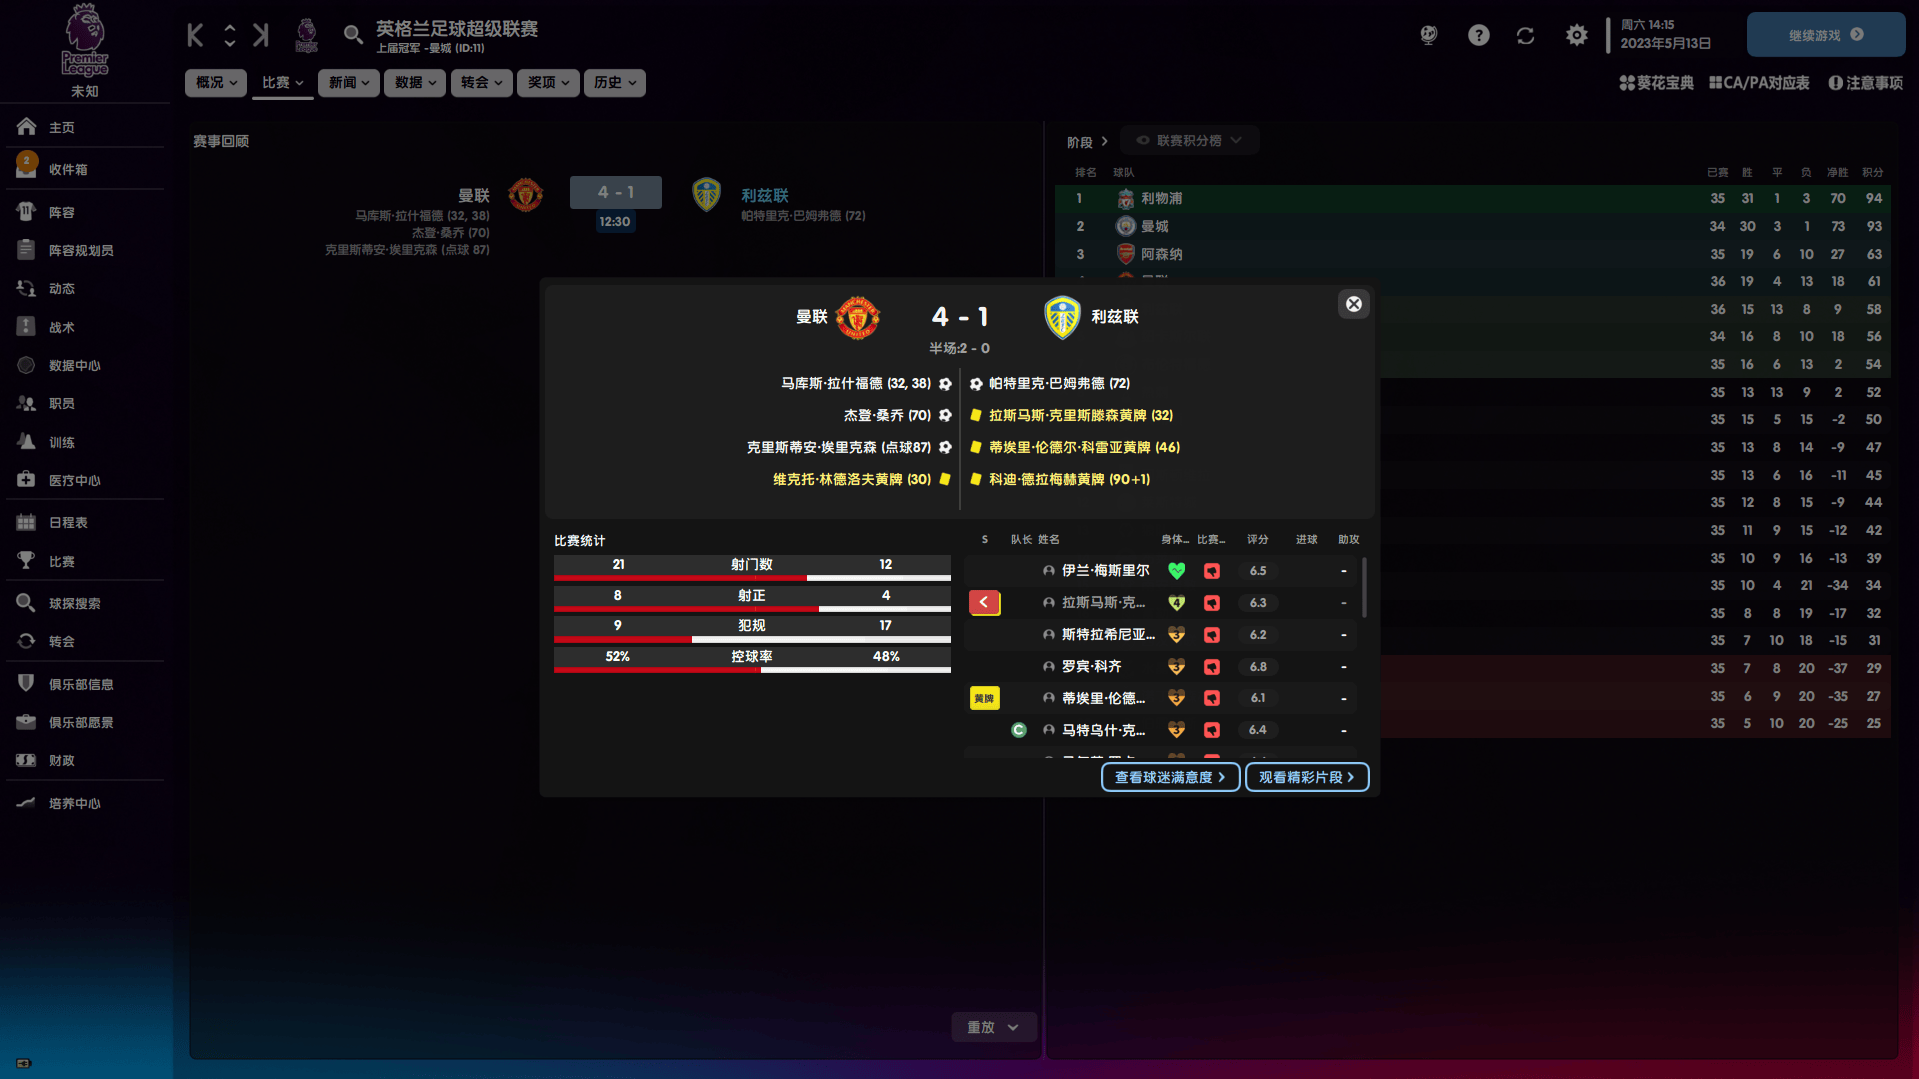 Premier League
未知
主页
2
收件箱
阵容
阵容规划员
动态
战术
数据中心
职员
训练
医疗中心
日程表
比赛
球探搜索
转会
俱乐部信息
俱乐部愿景
财政
培养中心
英格兰足球超级联赛
上届冠军 -曼城 (ID:11)
周六 14:15
2023年5月13日
继续游戏
概况
比赛
新闻
数据
转会
奖项
历史
葵花宝典
CA/PA对应表
注意事项
赛事回顾
曼联
4 - 1
利兹联
12:30
马库斯·拉什福德 (32, 38)
杰登·桑乔 (70)
克里斯蒂安·埃里克森 (点球 87)
帕特里克·巴姆弗德 (72)
阶段
联赛积分榜
排名 球队 已赛 胜 平 负 净胜 积分
1 利物浦 35 31 1 3 70 94
2 曼城 34 30 3 1 73 93
3 阿森纳 35 19 6 10 27 63
36 19 4 13 18 61
36 15 13 8 9 58
34 16 8 10 18 56
35 16 6 13 2 54
35 13 13 9 2 52
35 15 5 15 -2 50
35 13 8 14 -9 47
35 13 6 16 -11 45
35 12 8 15 -9 44
35 11 9 15 -12 42
35 10 9 16 -13 39
35 10 4 21 -34 34
35 8 8 19 -17 32
35 7 10 18 -15 31
35 7 8 20 -37 29
35 6 9 20 -35 27
35 5 10 20 -25 25
曼联
4 - 1
利兹联
半场:2 - 0
马库斯·拉什福德 (32, 38)
杰登·桑乔 (70)
克里斯蒂安·埃里克森 (点球87)
维克托·林德洛夫黄牌 (30)
帕特里克·巴姆弗德 (72)
拉斯马斯·克里斯滕森黄牌 (32)
蒂埃里·伦德尔·科雷亚黄牌 (46)
科迪·德拉梅赫黄牌 (90+1)
比赛统计
21 射门数 12
8 射正 4
9 犯规 17
52% 控球率 48%
S 队长 姓名 身体... 比赛... 评分 进球 助攻
伊兰·梅斯里尔 6.5 -
拉斯马斯·克... 4 6.3 -
斯特拉希尼亚... 3 6.2 -
罗宾·科齐 3 6.8 -
黄牌 蒂埃里·伦德... 3 6.1 -
C 马特乌什·克... 3 6.4 -
查看球迷满意度
观看精彩片段
重放